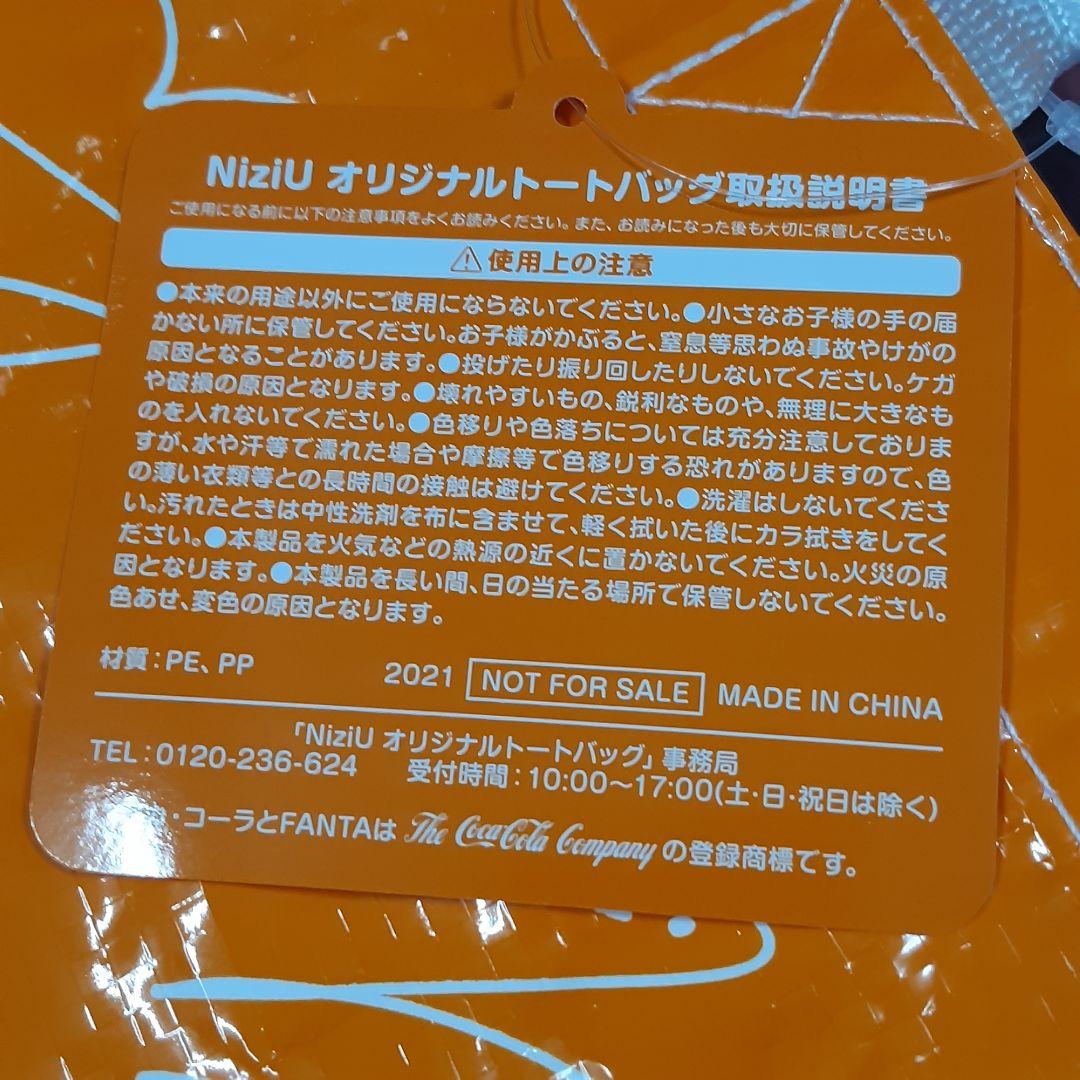 NiziU オリジナルトートバッグ取扱説明書
ご使用になる前に以下の注意事項をよくお読みください。また、お読みになった後も大切に保管してください。
⚠使用上の注意
●本来の用途以外にご使用にならないでください。●小さなお子様の手の届
かない所に保管してください。お子様がかぶると、窒息等思わぬ事故やけがの
原因となることがあります。●投げたり振り回したりしないでください。ケガ
や破損の原因となります。●壊れやすいもの、鋭利なものや、無理に大きなも
のを入れないでください。●色移りや色落ちについては充分注意しておりま
すが、水や汗等で濡れた場合や摩擦等で色移りする恐れがありますので、色
の薄い衣類等との長時間の接触は避けてください。●洗濯はしないでくださ
い。汚れたときは中性洗剤を布に含ませて、軽く拭いた後にカラ拭きをしてく
ださい。●本製品を火気などの熱源の近くに置かないでください。火災の原
因となります。●本製品を長い間、日の当たる場所で保管しないでください。
色あせ、変色の原因となります。
材質:PE、PP 2021 NOT FOR SALE MADE IN CHINA
「NiziU オリジナルトートバッグ」事務局
TEL:0120-236-624 受付時間:10:00〜17:00(土・日・祝日は除く)
・コーラとFANTAは The Coca-Cola Company の登録商標です。